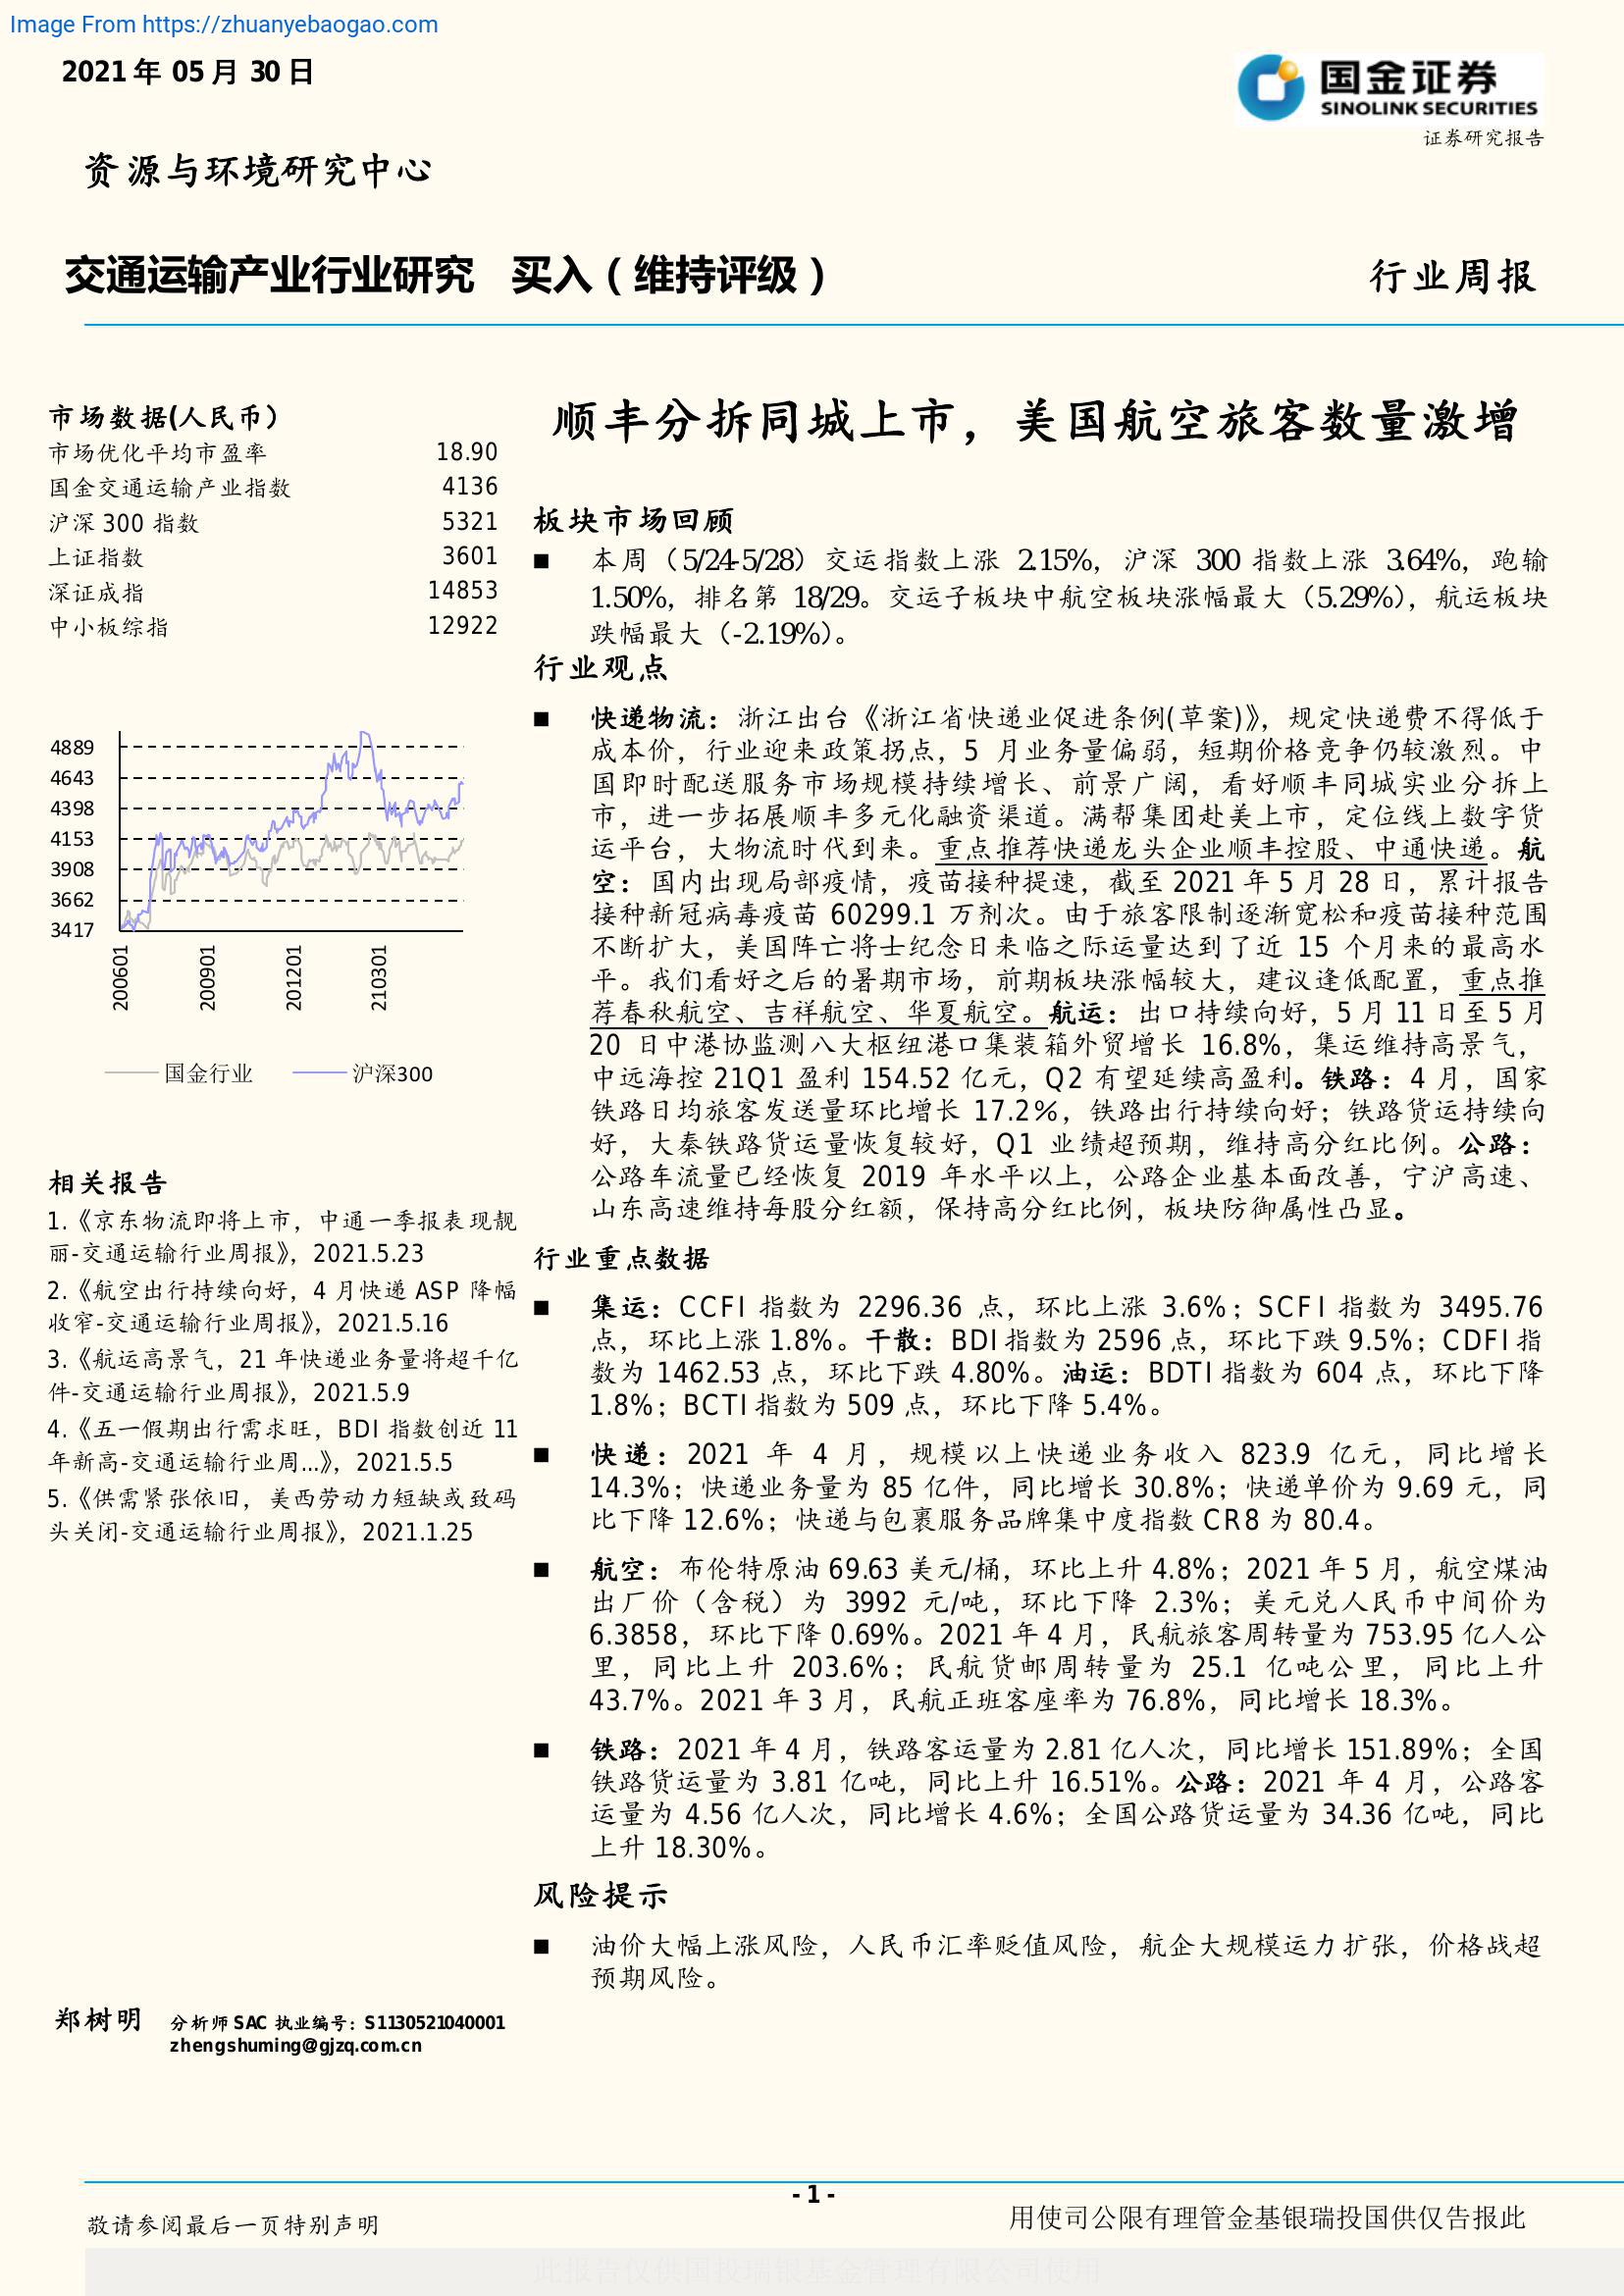 Image From https://zhuanyebaogao.com
2021 年 05 月 30 日
国金证券
SINOLINK SECURITIES
证券研究报告
资源与环境研究中心
交通运输产业行业研究 买入（维持评级）
行业周报
市场数据(人民币）
市场优化平均市盈率 18.90
国金交通运输产业指数 4136
沪深 300 指数 5321
上证指数 3601
深证成指 14853
中小板综指 12922
4889
4643
4398
4153
3908
3662
3417
200601
200901
201201
210301
国金行业 沪深300
相关报告
1.《京东物流即将上市，中通一季报表现靓
丽-交通运输行业周报》，2021.5.23
2.《航空出行持续向好，4 月快递 ASP 降幅
收窄-交通运输行业周报》，2021.5.16
3.《航运高景气，21 年快递业务量将超千亿
件-交通运输行业周报》，2021.5.9
4.《五一假期出行需求旺，BDI 指数创近 11
年新高-交通运输行业周...》，2021.5.5
5.《供需紧张依旧，美西劳动力短缺或致码
头关闭-交通运输行业周报》，2021.1.25
郑树明 分析师 SAC 执业编号：S1130521040001
zhengshuming@gjzq.com.cn
顺丰分拆同城上市，美国航空旅客数量激增
板块市场回顾
■ 本周（5/24-5/28）交运指数上涨 2.15%，沪深 300 指数上涨 3.64%，跑输
1.50%，排名第 18/29。交运子板块中航空板块涨幅最大（5.29%），航运板块
跌幅最大（-2.19%）。
行业观点
■ 快递物流：浙江出台《浙江省快递业促进条例(草案)》，规定快递费不得低于
成本价，行业迎来政策拐点，5 月业务量偏弱，短期价格竞争仍较激烈。中
国即时配送服务市场规模持续增长、前景广阔，看好顺丰同城实业分拆上
市，进一步拓展顺丰多元化融资渠道。满帮集团赴美上市，定位线上数字货
运平台，大物流时代到来。重点推荐快递龙头企业顺丰控股、中通快递。航
空：国内出现局部疫情，疫苗接种提速，截至 2021 年 5 月 28 日，累计报告
接种新冠病毒疫苗 60299.1 万剂次。由于旅客限制逐渐宽松和疫苗接种范围
不断扩大，美国阵亡将士纪念日来临之际运量达到了近 15 个月来的最高水
平。我们看好之后的暑期市场，前期板块涨幅较大，建议逢低配置，重点推
荐春秋航空、吉祥航空、华夏航空。航运：出口持续向好，5 月 11 日至 5 月
20 日中港协监测八大枢纽港口集装箱外贸增长 16.8%，集运维持高景气，
中远海控 21Q1 盈利 154.52 亿元，Q2 有望延续高盈利。铁路：4 月，国家
铁路日均旅客发送量环比增长 17.2%，铁路出行持续向好；铁路货运持续向
好，大秦铁路货运量恢复较好，Q1 业绩超预期，维持高分红比例。公路：
公路车流量已经恢复 2019 年水平以上，公路企业基本面改善，宁沪高速、
山东高速维持每股分红额，保持高分红比例，板块防御属性凸显。
行业重点数据
■ 集运：CCFI 指数为 2296.36 点，环比上涨 3.6%；SCFI 指数为 3495.76
点，环比上涨 1.8%。干散：BDI 指数为 2596 点，环比下跌 9.5%；CDFI 指
数为 1462.53 点，环比下跌 4.80%。油运：BDTI 指数为 604 点，环比下降
1.8%；BCTI 指数为 509 点，环比下降 5.4%。
■ 快递：2021 年 4 月，规模以上快递业务收入 823.9 亿元，同比增长
14.3%；快递业务量为 85 亿件，同比增长 30.8%；快递单价为 9.69 元，同
比下降 12.6%；快递与包裹服务品牌集中度指数 CR8 为 80.4。
■ 航空：布伦特原油 69.63 美元/桶，环比上升 4.8%；2021 年 5 月，航空煤油
出厂价（含税）为 3992 元/吨，环比下降 2.3%；美元兑人民币中间价为
6.3858，环比下降 0.69%。2021 年 4 月，民航旅客周转量为 753.95 亿人公
里，同比上升 203.6%；民航货邮周转量为 25.1 亿吨公里，同比上升
43.7%。2021 年 3 月，民航正班客座率为 76.8%，同比增长 18.3%。
■ 铁路：2021 年 4 月，铁路客运量为 2.81 亿人次，同比增长 151.89%；全国
铁路货运量为 3.81 亿吨，同比上升 16.51%。公路：2021 年 4 月，公路客
运量为 4.56 亿人次，同比增长 4.6%；全国公路货运量为 34.36 亿吨，同比
上升 18.30%。
风险提示
■ 油价大幅上涨风险，人民币汇率贬值风险，航企大规模运力扩张，价格战超
预期风险。
- 1 -
敬请参阅最后一页特别声明
用使司公限有理管金基银瑞投国供仅告报此
此报告仅供国投瑞银基金管理有限公司使用